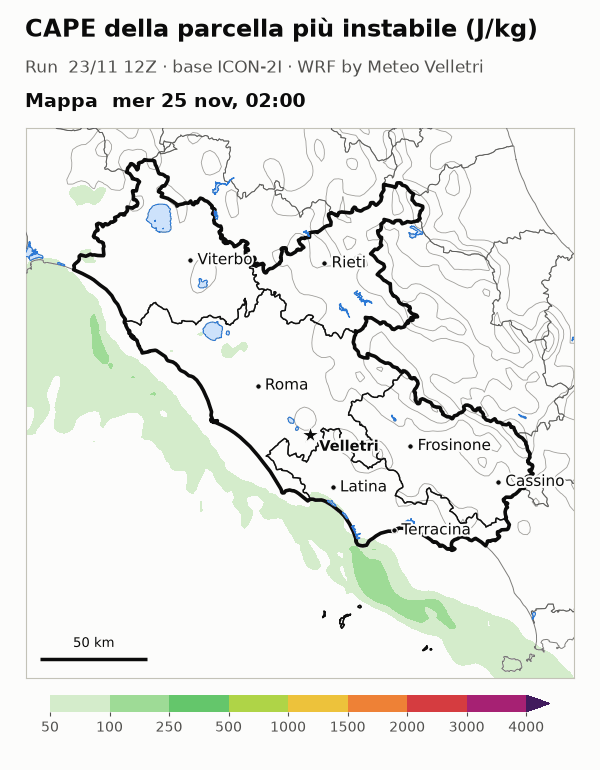 CAPE della parcella più instabile (J/kg)
Run  23/11 12Z · base ICON-2I · WRF by Meteo Velletri
Mappa  mer 25 nov, 02:00
Viterbo
Rieti
Roma
Velletri
Frosinone
Latina
Cassino
Terracina
50 km
50 100 250 500 1000 1500 2000 3000 4000